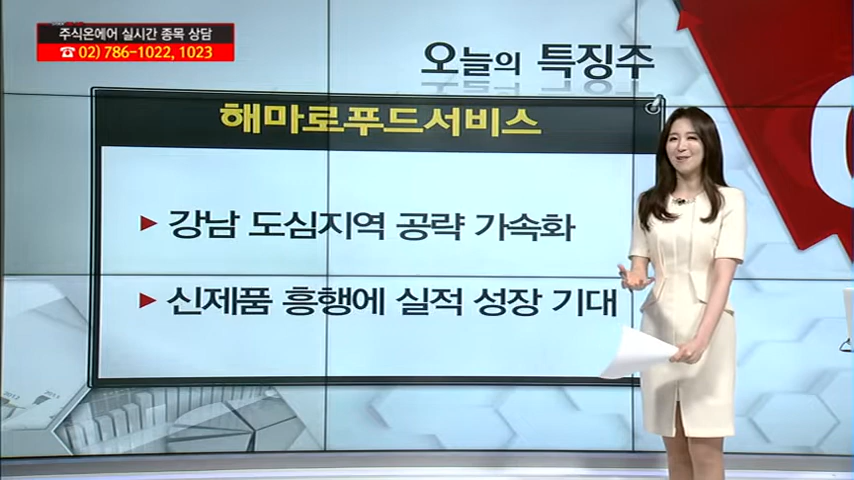 주식온에어 실시간 종목 상담
☎ 02) 786-1022, 1023
오늘의 특징주
해마로푸드서비스
▶ 강남 도심지역 공략 가속화
▶ 신제품 흥행에 실적 성장 기대